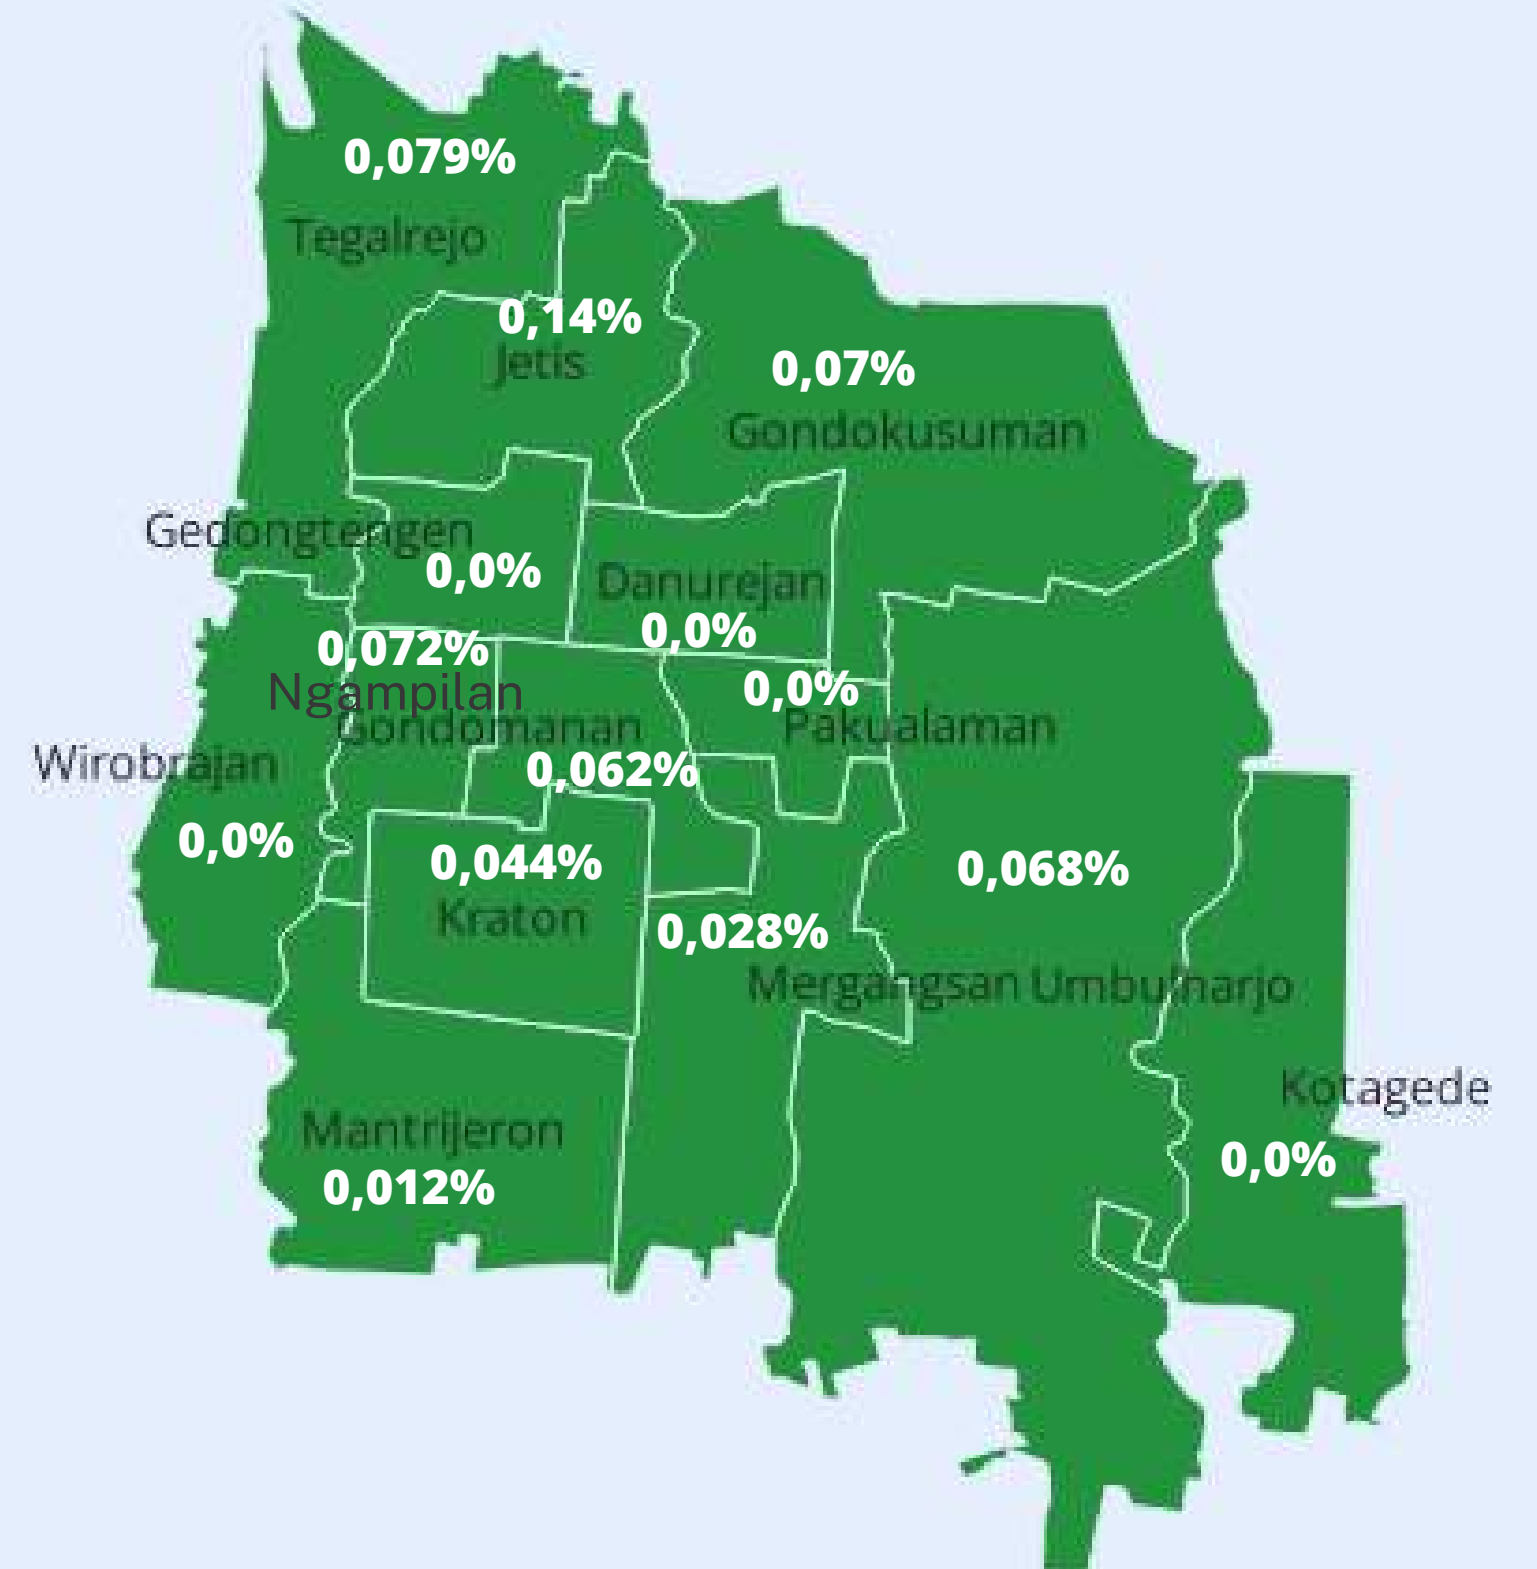 0,079%
Tegalrejo
0,14%
Jetis
0,07%
Gondokusuman
Gedongtengen
0,0%
Danurejan
0,0%
0,072%
Ngampilan
0,0%
Pakualaman
Gondomanan
0,062%
Wirobrajan
0,0%
0,044%
Kraton
0,068%
0,028%
Mergangsan Umbulharjo
Kotagede
0,0%
Mantrijeron
0,012%